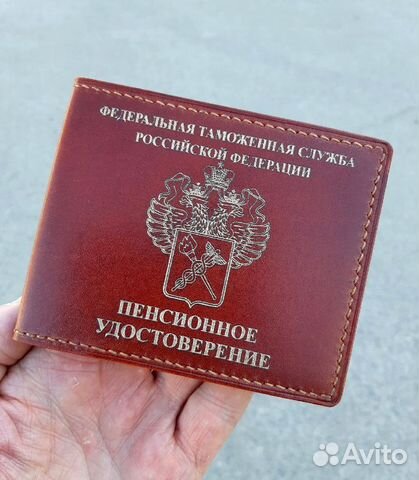 ФЕДЕРАЛЬНАЯ ТАМОЖЕННАЯ СЛУЖБА
РОССИЙСКОЙ ФЕДЕРАЦИИ
ПЕНСИОННОЕ
УДОСТОВЕРЕНИЕ
Avito